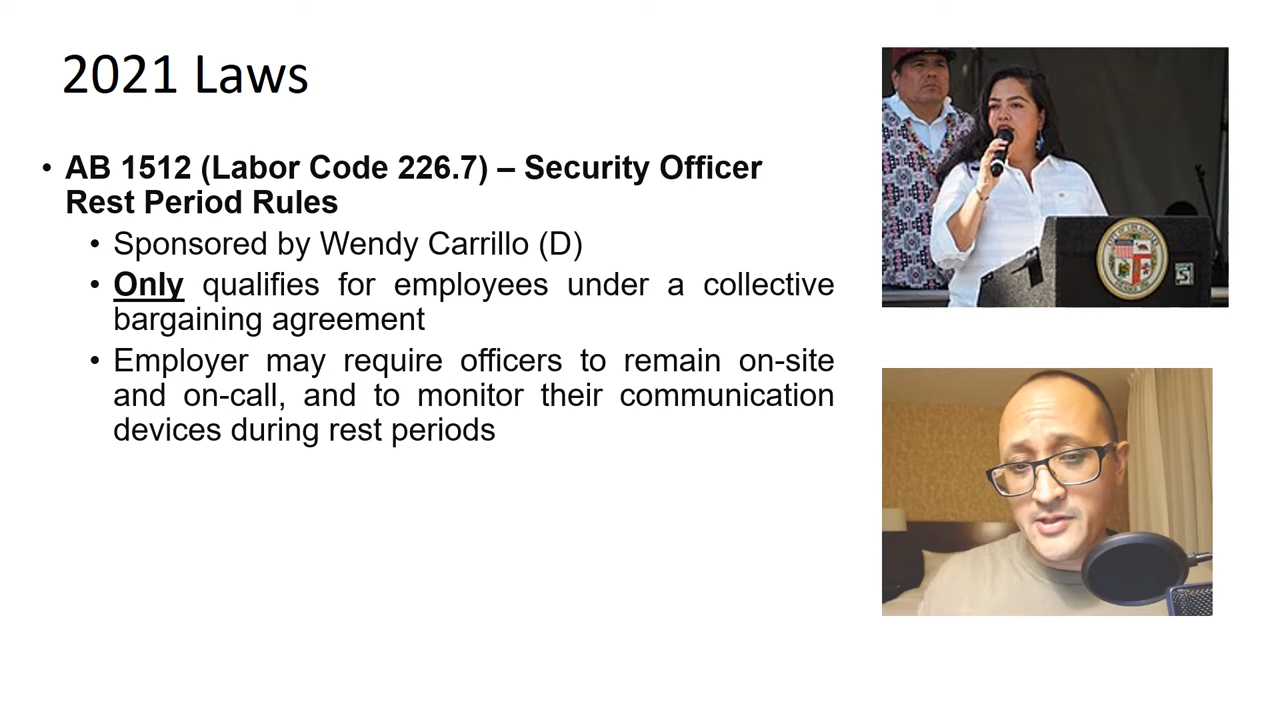 2021 Laws
• AB 1512 (Labor Code 226.7) – Security Officer
Rest Period Rules
• Sponsored by Wendy Carrillo (D)
• Only qualifies for employees under a collective
bargaining agreement
• Employer may require officers to remain on-site
and on-call, and to monitor their communication
devices during rest periods